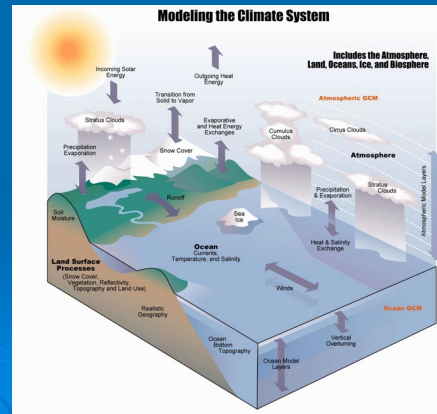 Modeling the Climate System
Includes the Atmosphere,
Land, Oceans, Ice, and Biosphere
Incoming Solar
Energy
Outgoing Heat
Energy
Transition from
Solid to Vapor
Atmospheric GCM
Stratus Clouds
Evaporative
and Heat Energy
Exchanges
Cumulus
Clouds
Cirrus Clouds
Precipitation
Evaporation
Snow Cover
Atmosphere
Precipitation
& Evaporation
Stratus
Clouds
Atmospheric Model Layers
Runoff
Sea
Ice
Soil
Moisture
Heat & Salinity
Exchange
Ocean
Currents,
Temperature, and Salinity
Land Surface
Processes
(Snow Cover,
Vegetation, Reflectivity,
Topography and Land Use)
Winds
Ocean GCM
Realistic
Geography
Ocean
Bottom
Topography
Vertical
Overturning
Ocean Model
Layers